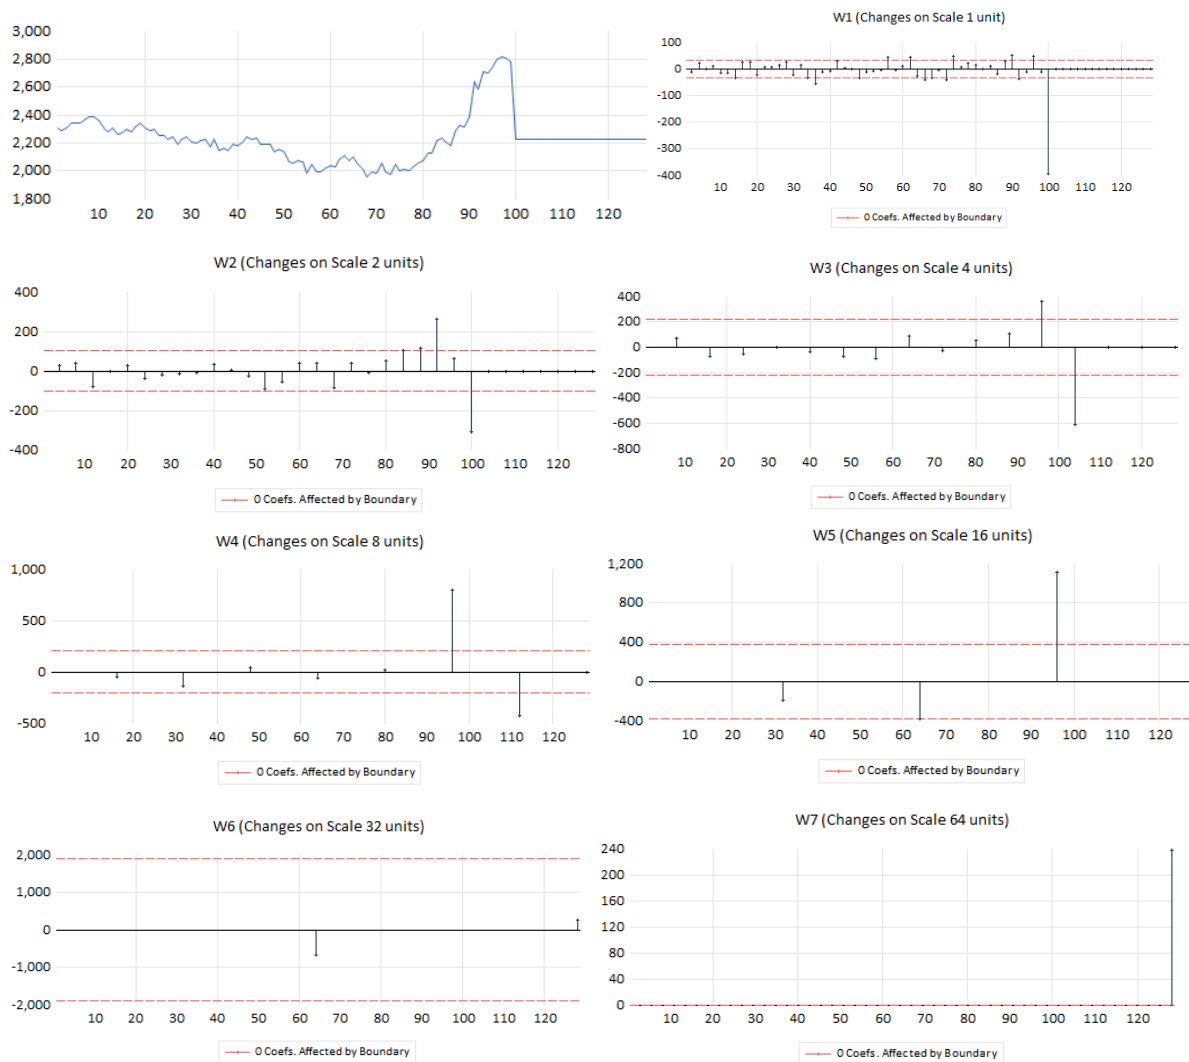 3,000
2,800
2,600
2,400
2,200
2,000
1,800
10 20 30 40 50 60 70 80 90 100 110 120
W1 (Changes on Scale 1 unit)
100
0
-100
-200
-300
-400
10 20 30 40 50 60 70 80 90 100 110 120
0 Coefs. Affected by Boundary
W2 (Changes on Scale 2 units)
400
200
0
-200
-400
10 20 30 40 50 60 70 80 90 100 110 120
0 Coefs. Affected by Boundary
W3 (Changes on Scale 4 units)
400
200
0
-200
-400
-600
-800
10 20 30 40 50 60 70 80 90 100 110 120
0 Coefs. Affected by Boundary
W4 (Changes on Scale 8 units)
1,000
500
0
-500
10 20 30 40 50 60 70 80 90 100 110 120
0 Coefs. Affected by Boundary
W5 (Changes on Scale 16 units)
1,200
800
400
0
-400
10 20 30 40 50 60 70 80 90 100 110 120
0 Coefs. Affected by Boundary
W6 (Changes on Scale 32 units)
2,000
1,000
0
-1,000
-2,000
10 20 30 40 50 60 70 80 90 100 110 120
0 Coefs. Affected by Boundary
W7 (Changes on Scale 64 units)
240
200
160
120
80
40
0
10 20 30 40 50 60 70 80 90 100 110 120
0 Coefs. Affected by Boundary